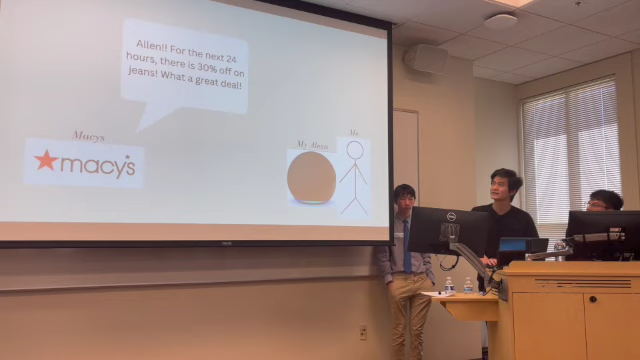 Allen!! For the next 24
hours, there is 30% off on
jeans! What a great deal!
Macys
★macy's
My Alexa
Me
DELL